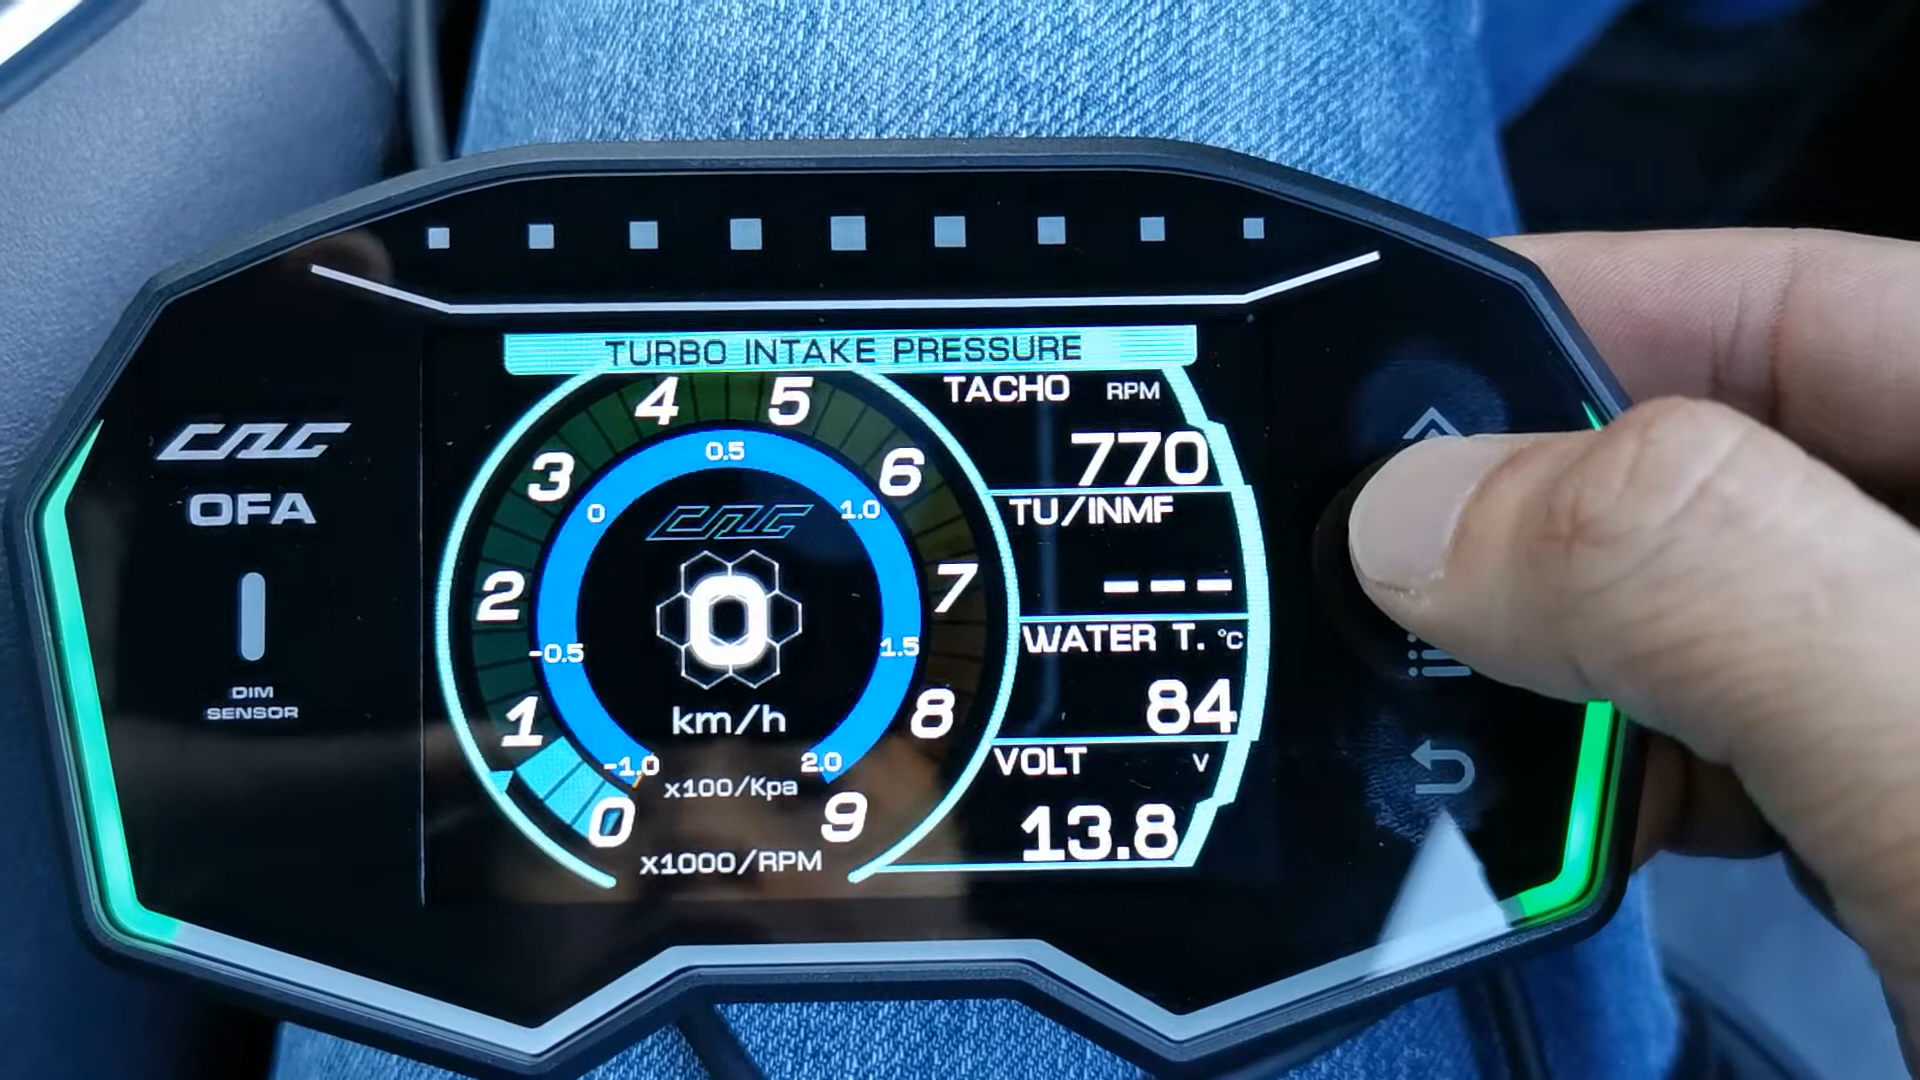 TURBO INTAKE PRESSURE
CNG
OFA
DIM
SENSOR
4 5
3 6
2 7
1 8
0 9
0.5
0 1.0
-0.5 1.5
-1.0 2.0
0
km/h
x100/Kpa
x1000/RPM
TACHO RPM
770
TU/INMF
---
WATER T. °C
84
VOLT V
13.8